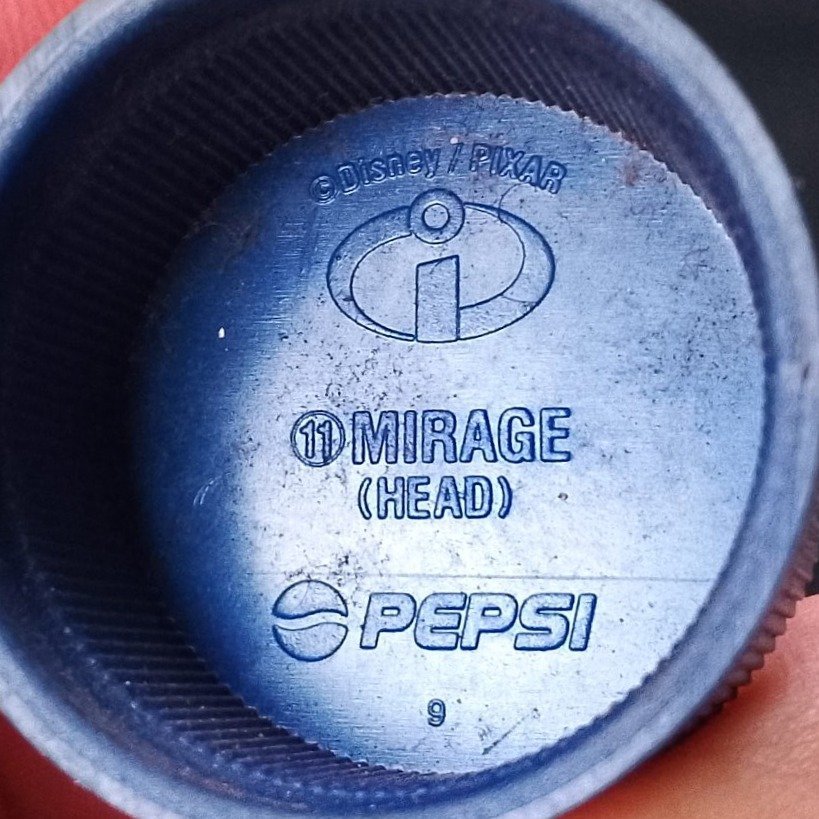 ©Disney / PIXAR
i
⑪ MIRAGE
(HEAD)
PEPSI
9